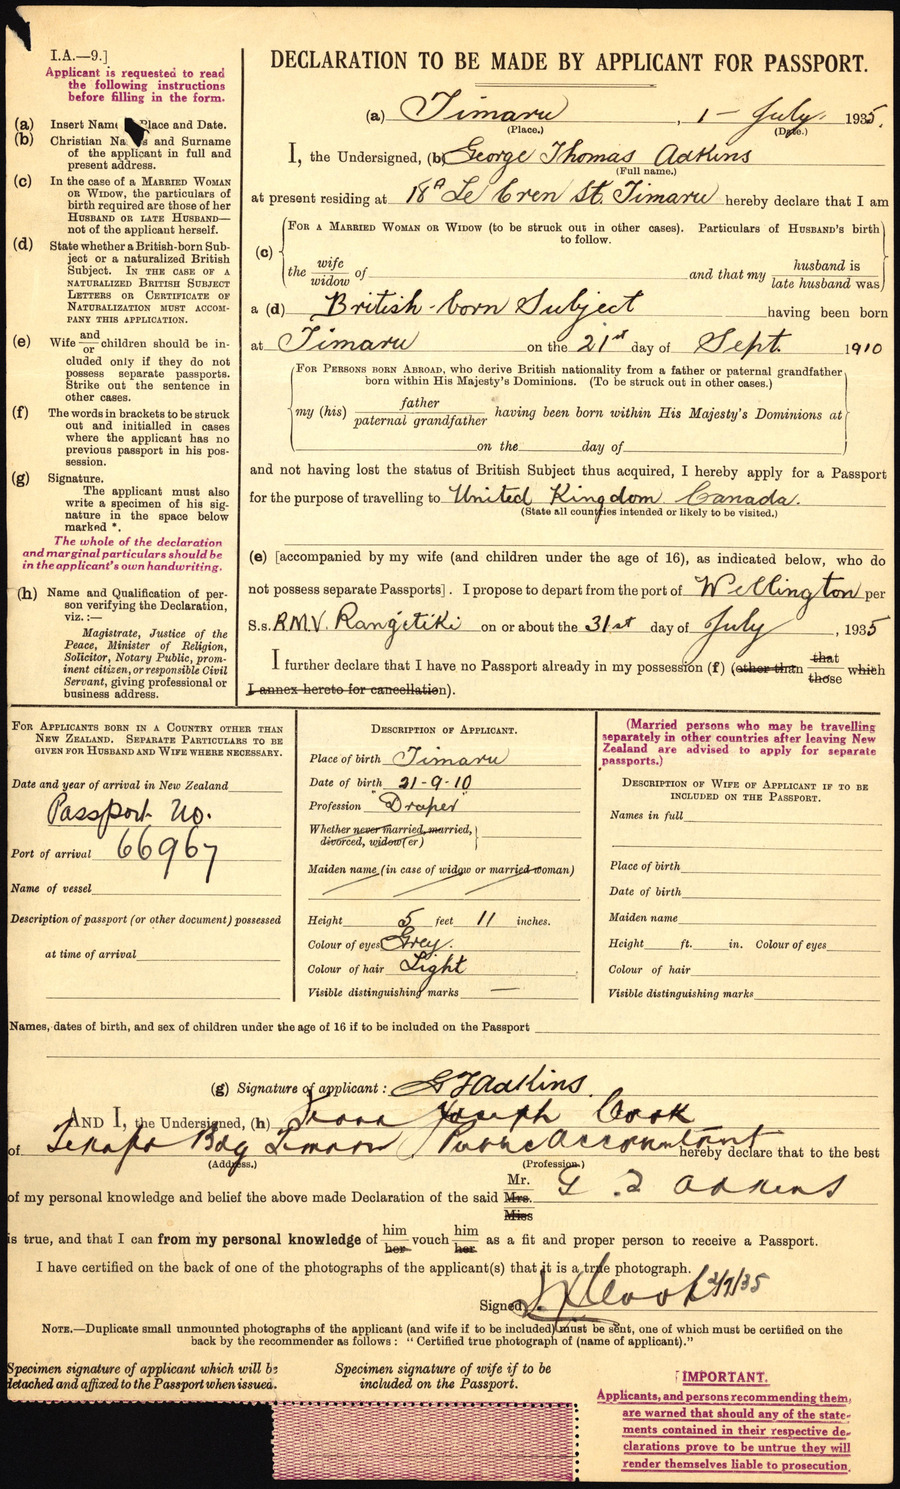 I.A.—9.]
Applicant is requested to read
the following instructions
before filling in the form.
(a) Insert Name Place and Date.
(b) Christian Na s and Surname
of the applicant in full and
present address.
(c) In the case of a Married Woman
or Widow, the particulars of
birth required are those of her
Husband or late Husband—
not of the applicant herself.
(d) State whether a British-born Sub-
ject or a naturalized British
Subject. In the case of a
naturalized British Subject
Letters or Certificate of
Naturalization must accom-
pany this application.
(e) Wife and/or children should be in-
cluded only if they do not
possess separate passports.
Strike out the sentence in
other cases.
(f) The words in brackets to be struck
out and initialled in cases
where the applicant has no
previous passport in his pos-
session.
(g) Signature.
The applicant must also
write a specimen of his sig-
nature in the space below
marked *.
The whole of the declaration
and marginal particulars should be
in the applicant's own handwriting.
(h) Name and Qualification of per-
son verifying the Declaration,
viz. :—
Magistrate, Justice of the
Peace, Minister of Religion,
Solicitor, Notary Public, prom-
inent citizen, or responsible Civil
Servant, giving professional or
business address.
DECLARATION TO BE MADE BY APPLICANT FOR PASSPORT.
(a) Timaru, 1 – July. 1935.
(Place.) (Date.)
I, the Undersigned, (b) George Thomas Adkins
(Full name.)
at present residing at 18A Le Cren St. Timaru hereby declare that I am
(c) For a Married Woman or Widow (to be struck out in other cases). Particulars of Husband's birth
to follow.
the wife/widow of and that my husband is/late husband was
a (d) British-born Subject having been born
at Timaru on the 21st day of Sept. 1910
For Persons born Abroad, who derive British nationality from a father or paternal grandfather
born within His Majesty's Dominions. (To be struck out in other cases.)
my (his) father/paternal grandfather having been born within His Majesty's Dominions at
on the day of
and not having lost the status of British Subject thus acquired, I hereby apply for a Passport
for the purpose of travelling to United Kingdom Canada.
(State all countries intended or likely to be visited.)
(e) [accompanied by my wife (and children under the age of 16), as indicated below, who do
not possess separate Passports]. I propose to depart from the port of Wellington per
S.s. R.M.V. Rangitiki on or about the 31st day of July, 1935
I further declare that I have no Passport already in my possession (f) (other than that/those which
I annex hereto for cancellation).
For Applicants born in a Country other than
New Zealand. Separate Particulars to be
given for Husband and Wife where necessary.
Date and year of arrival in New Zealand
Passport No.
Port of arrival 66967
Name of vessel
Description of passport (or other document) possessed
at time of arrival
Description of Applicant.
Place of birth Timaru
Date of birth 21-9-10
Profession "Draper"
Whether never married, married,
divorced, widow(er)
Maiden name (in case of widow or married woman)
Height 5 feet 11 inches.
Colour of eyes Grey.
Colour of hair Light
Visible distinguishing marks —
(Married persons who may be travelling
separately in other countries after leaving New
Zealand are advised to apply for separate
passports.)
Description of Wife of Applicant if to be
included on the Passport.
Names in full
Place of birth
Date of birth
Maiden name
Height ft. in. Colour of eyes
Colour of hair
Visible distinguishing marks
Names, dates of birth, and sex of children under the age of 16 if to be included on the Passport
(g) Signature of applicant : G T Adkins.
And I, the Undersigned, (h) Joseph Cook
of Tekapo Bdg Timaru Public Accountant hereby declare that to the best
(Address.) (Profession.)
of my personal knowledge and belief the above made Declaration of the said Mr. Mrs. Miss G. T Adkins
is true, and that I can from my personal knowledge of him/her vouch him/her as a fit and proper person to receive a Passport.
I have certified on the back of one of the photographs of the applicant(s) that it is a true photograph.
Signed Cook 2/7/35
Note.—Duplicate small unmounted photographs of the applicant (and wife if to be included) must be sent, one of which must be certified on the
back by the recommender as follows : " Certified true photograph of (name of applicant)."
Specimen signature of applicant which will be
detached and affixed to the Passport when issued.
Specimen signature of wife if to be
included on the Passport.
[IMPORTANT.
Applicants, and persons recommending them,
are warned that should any of the state-
ments contained in their respective de-
clarations prove to be untrue they will
render themselves liable to prosecution.